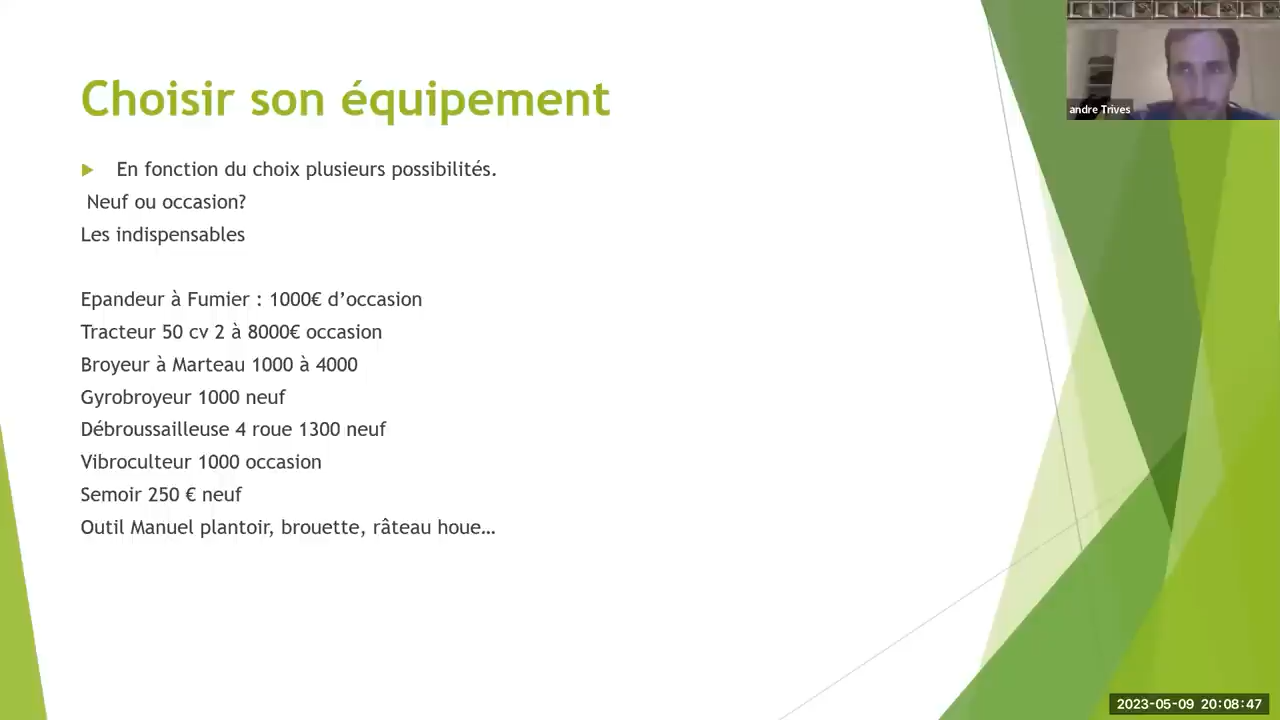 Choisir son équipement
En fonction du choix plusieurs possibilités.
Neuf ou occasion?
Les indispensables
Epandeur à Fumier : 1000€ d’occasion
Tracteur 50 cv 2 à 8000€ occasion
Broyeur à Marteau 1000 à 4000
Gyrobroyeur 1000 neuf
Débroussailleuse 4 roue 1300 neuf
Vibroculteur 1000 occasion
Semoir 250 € neuf
Outil Manuel plantoir, brouette, râteau houe…
andre Trives
2023-05-09 20:08:47